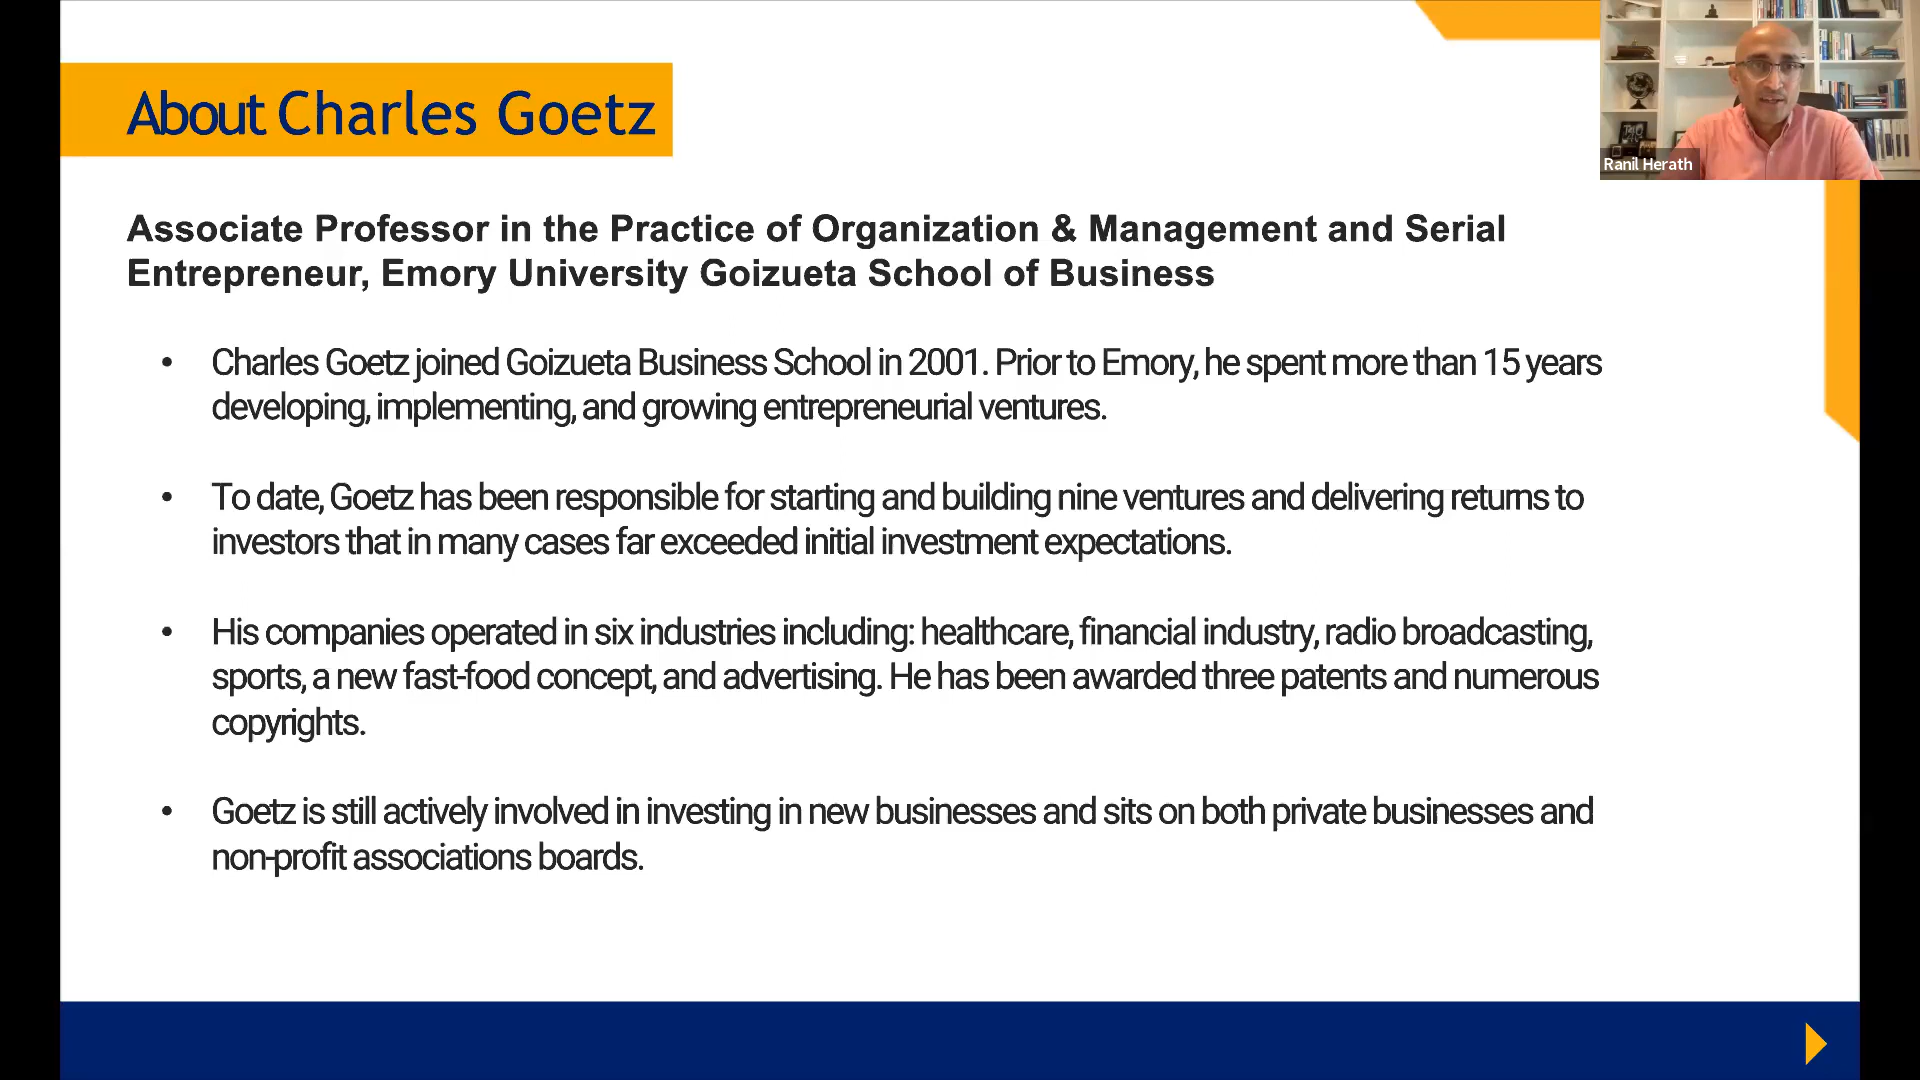 About Charles Goetz
Ranil Herath
Associate Professor in the Practice of Organization & Management and Serial
Entrepreneur, Emory University Goizueta School of Business
• Charles Goetz joined Goizueta Business School in 2001. Prior to Emory, he spent more than 15 years
developing, implementing, and growing entrepreneurial ventures.
• To date, Goetz has been responsible for starting and building nine ventures and delivering returns to
investors that in many cases far exceeded initial investment expectations.
• His companies operated in six industries including: healthcare, financial industry, radio broadcasting,
sports, a new fast-food concept, and advertising. He has been awarded three patents and numerous
copyrights.
• Goetz is still actively involved in investing in new businesses and sits on both private businesses and
non-profit associations boards.